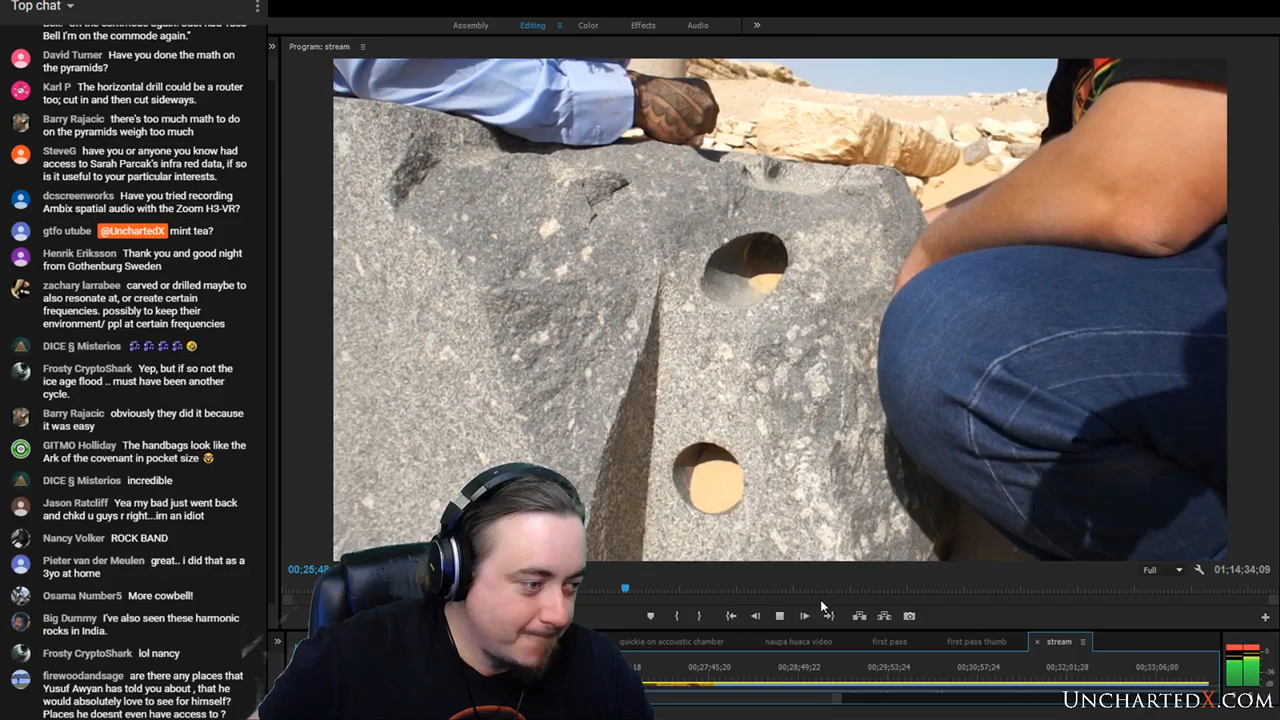 Top chat
Bell I'm on the commode again."
David Turner Have you done the math on
the pyramids?
Karl P The horizontal drill could be a router
too; cut in and then cut sideways.
Barry Rajacic there's too much math to do
on the pyramids weigh too much
SteveG have you or anyone you know had
access to Sarah Parcak's infra red data, if so
is it useful to your particular interests.
dcscreenworks Have you tried recording
Ambix spatial audio with the Zoom H3-VR?
gtfo utube @UnchartedX mint tea?
Henrik Eriksson Thank you and good night
from Gothenburg Sweden
zachary larrabee carved or drilled maybe to
also resonate at, or create certain
frequencies. possibly to keep their
environment/ ppl at certain frequencies
DICE § Misterios
Frosty CryptoShark Yep, but if so not the
ice age flood .. must have been another
cycle.
Barry Rajacic obviously they did it because
it was easy
GITMO Holliday The handbags look like the
Ark of the covenant in pocket size
DICE § Misterios incredible
Jason Ratcliff Yea my bad just went back
and chkd u guys r right...im an idiot
Nancy Volker ROCK BAND
Pieter van der Meulen great.. i did that as a
3yo at home
Osama Number5 More cowbell!
Big Dummy I'm seen these harmonic
rocks in India.
Frosty CryptoShark lol nancy
firewoodandsage are there any places that
Yusuf Awyan has told you about , that he
would absolutely love to see for himself?
Places he doesnt even have access to ?
Assembly Editing Color Effects Audio
Program: stream
00;25;48
Full 01;14;34;09
quickie on accoustic chamber naupa huaca video first pass first pass thumb × stream
18 00;27;45;20 00;28;49;22 00;29;53;24 00;30;57;24 00;32;01;28 00;33;06;00
0
-36
UNCHARTEDX.COM